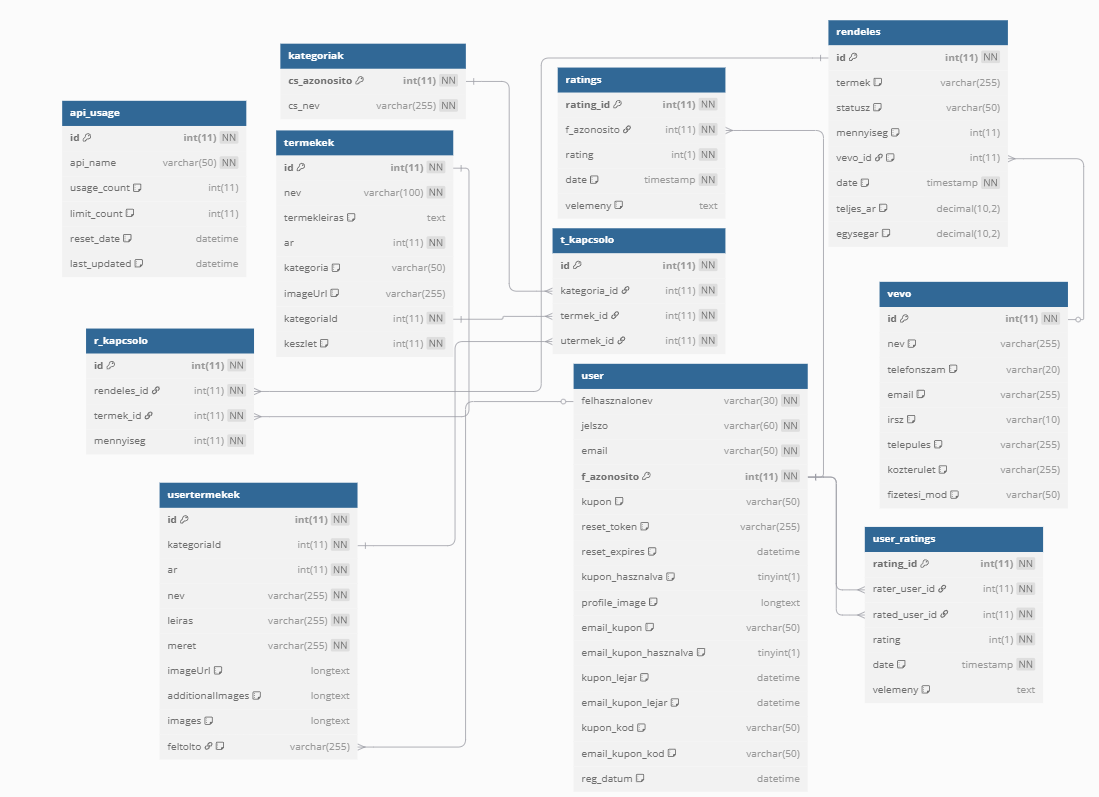 kategoriak
cs_azonosito int(11) NN
cs_nev varchar(255) NN
api_usage
id int(11) NN
api_name varchar(50) NN
usage_count int(11)
limit_count int(11)
reset_date datetime
last_updated datetime
termekek
id int(11) NN
nev varchar(100) NN
termekleiras text
ar int(11) NN
kategoria varchar(50)
imageUrl varchar(255)
kategoriaId int(11) NN
keszlet int(11) NN
ratings
rating_id int(11) NN
f_azonosito int(11) NN
rating int(1) NN
date timestamp NN
velemeny text
rendeles
id int(11) NN
termek varchar(255)
statusz varchar(50)
mennyiseg int(11)
vevo_id int(11)
date timestamp NN
teljes_ar decimal(10,2)
egysegar decimal(10,2)
t_kapcsolo
id int(11) NN
kategoria_id int(11) NN
termek_id int(11) NN
utermek_id int(11) NN
vevo
id int(11) NN
nev varchar(255)
telefonszam varchar(20)
email varchar(255)
irsz varchar(10)
telepules varchar(255)
kozterulet varchar(255)
fizetesi_mod varchar(50)
r_kapcsolo
id int(11) NN
rendeles_id int(11) NN
termek_id int(11) NN
mennyiseg int(11) NN
user
felhasznalonev varchar(30) NN
jelszo varchar(60) NN
email varchar(50) NN
f_azonosito int(11) NN
kupon varchar(50)
reset_token varchar(255)
reset_expires datetime
kupon_hasznalva tinyint(1)
profile_image longtext
email_kupon varchar(50)
email_kupon_hasznalva tinyint(1)
kupon_lejar datetime
email_kupon_lejar datetime
kupon_kod varchar(50)
email_kupon_kod varchar(50)
reg_datum datetime
usertermekek
id int(11) NN
kategoriaId int(11) NN
ar int(11) NN
nev varchar(255) NN
leiras varchar(255) NN
meret varchar(255) NN
imageUrl longtext
additionalImages longtext
images longtext
feltolto varchar(255)
user_ratings
rating_id int(11) NN
rater_user_id int(11) NN
rated_user_id int(11) NN
rating int(1) NN
date timestamp NN
velemeny text